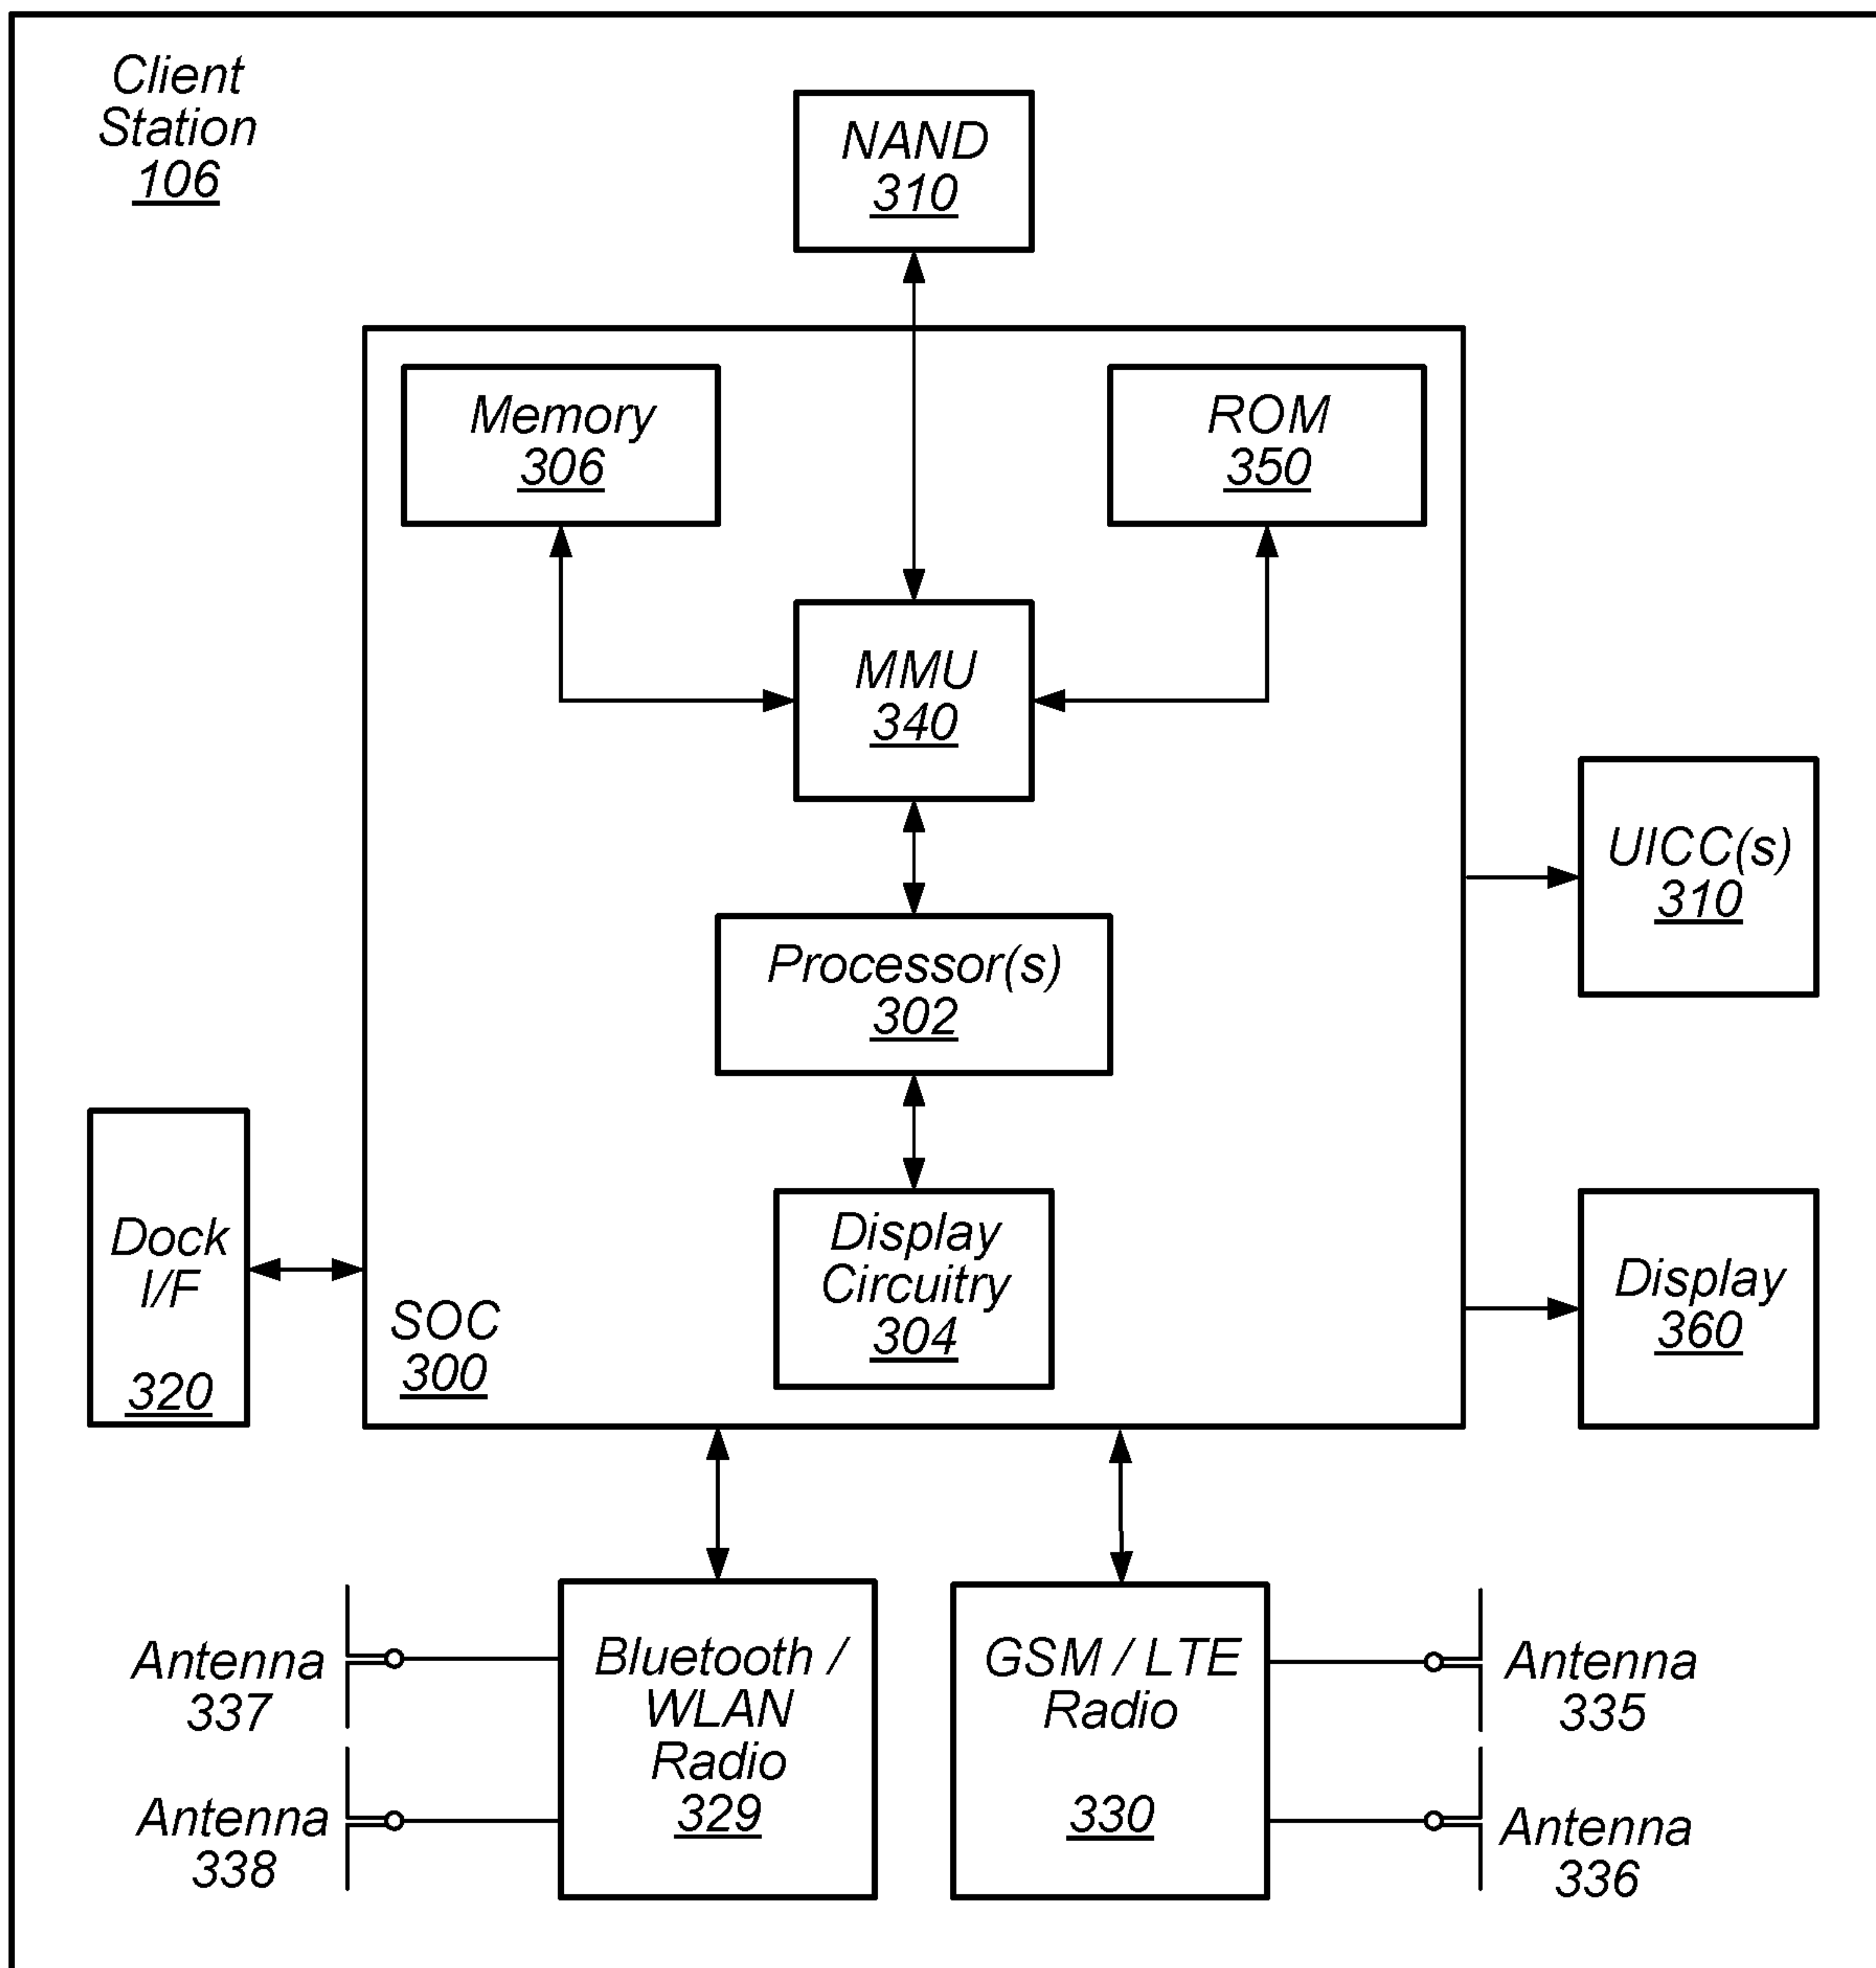 Client
Station
106
NAND
310
Memory
306
ROM
350
MMU
340
UICC(s)
310
Processor(s)
302
Dock
I/F
320
Display
Circuitry
304
SOC
300
Display
360
Antenna
337
Antenna
338
Bluetooth /
WLAN
Radio
329
GSM / LTE
Radio
330
Antenna
335
Antenna
336